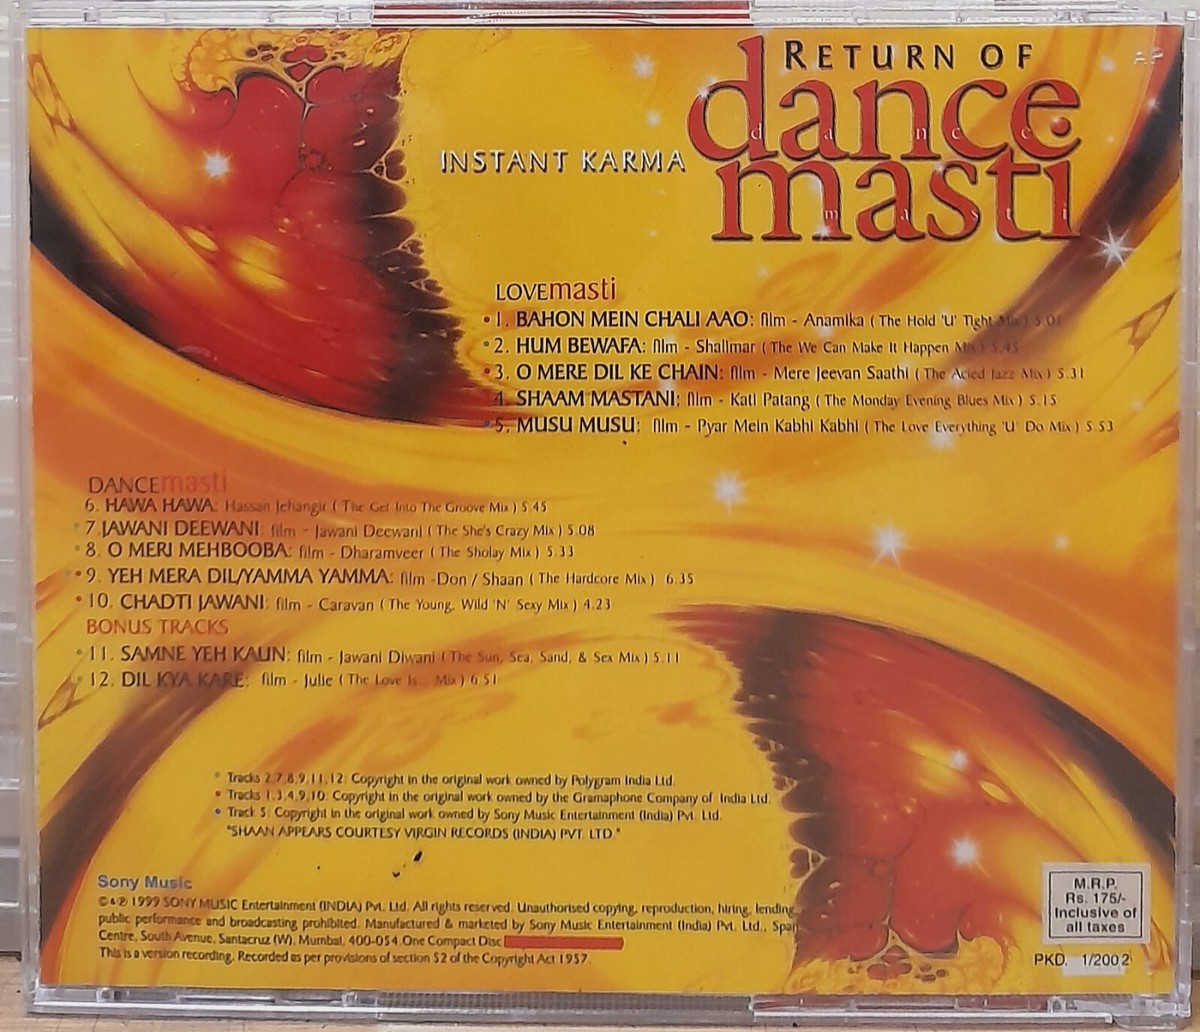 RETURN OF
dance
dance
masti
masti
INSTANT KARMA
AP
LOVEmasti
1. BAHON MEIN CHALI AAO: film - Anamika ( The Hold 'U' Tight Mix ) 5.01
2. HUM BEWAFA: film - Shalimar ( The We Can Make It Happen Mix ) 5.45
3. O MERE DIL KE CHAIN: film - Mere Jeevan Saathi ( The Acied Jazz Mix ) 5.31
4. SHAAM MASTANI: film - Kati Patang ( The Monday Evening Blues Mix ) 5.15
5. MUSU MUSU: film - Pyar Mein Kabhi Kabhi ( The Love Everything 'U' Do Mix ) 5.53
DANCEmasti
6. HAWA HAWA: Hassan Jehangir ( The Get Into The Groove Mix ) 5.45
7.JAWANI DEEWANI: film - Jawani Deewani ( The She's Crazy Mix ) 5.08
8. O MERI MEHBOOBA: film - Dharamveer ( The Sholay Mix ) 5.33
9. YEH MERA DIL/YAMMA YAMMA: film -Don / Shaan ( The Hardcore Mix ) 6.35
10. CHADTI JAWANI: film - Caravan ( The Young, Wild 'N' Sexy Mix ) 4.23
BONUS TRACKS
11. SAMNE YEH KAUN: film - Jawani Diwani ( The Sun, Sea, Sand, & Sex Mix ) 5.11
12. DIL KYA KARE: film - Julie ( The Love Is... Mix ) 6.51
Tracks 2,7,8,9,11,12: Copyright in the original work owned by Polygram India Ltd.
Tracks 1,3,4,9,10: Copyright in the original work owned by the Gramaphone Company of India Ltd.
Track 5: Copyright in the original work owned by Sony Music Entertainment (India) Pvt. Ltd.
"SHAAN APPEARS COURTESY VIRGIN RECORDS (INDIA) PVT. LTD."
Sony Music
©&℗ 1999 SONY MUSIC Entertainment (INDIA) Pvt. Ltd. All rights reserved. Unauthorised copying, reproduction, hiring, lending,
public performance and broadcasting prohibited. Manufactured & marketed by Sony Music Entertainment (India) Pvt. Ltd.,
Centre, South Avenue, Santacruz (W), Mumbai, 400-054.One Compact Disc
This is a version recording. Recorded as per provisions of section 52 of the Copyright Act 1957.
M.R.P.
Rs. 175/-
Inclusive of
all taxes
PKD. 1/2002